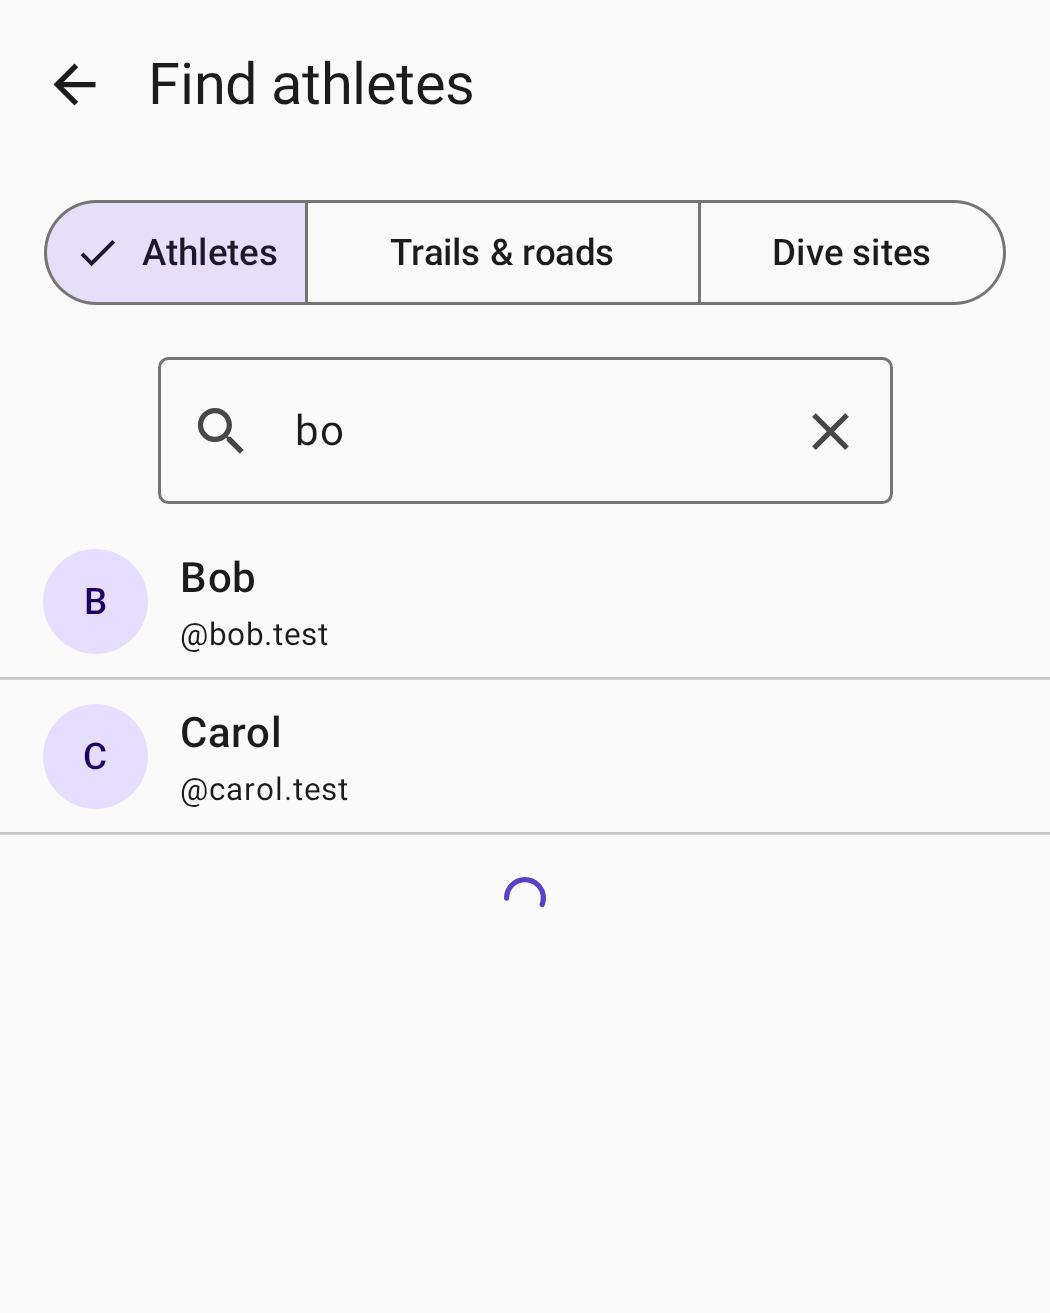 Find athletes
Athletes
Trails & roads
Dive sites
bo
B
Bob
@bob.test
C
Carol
@carol.test